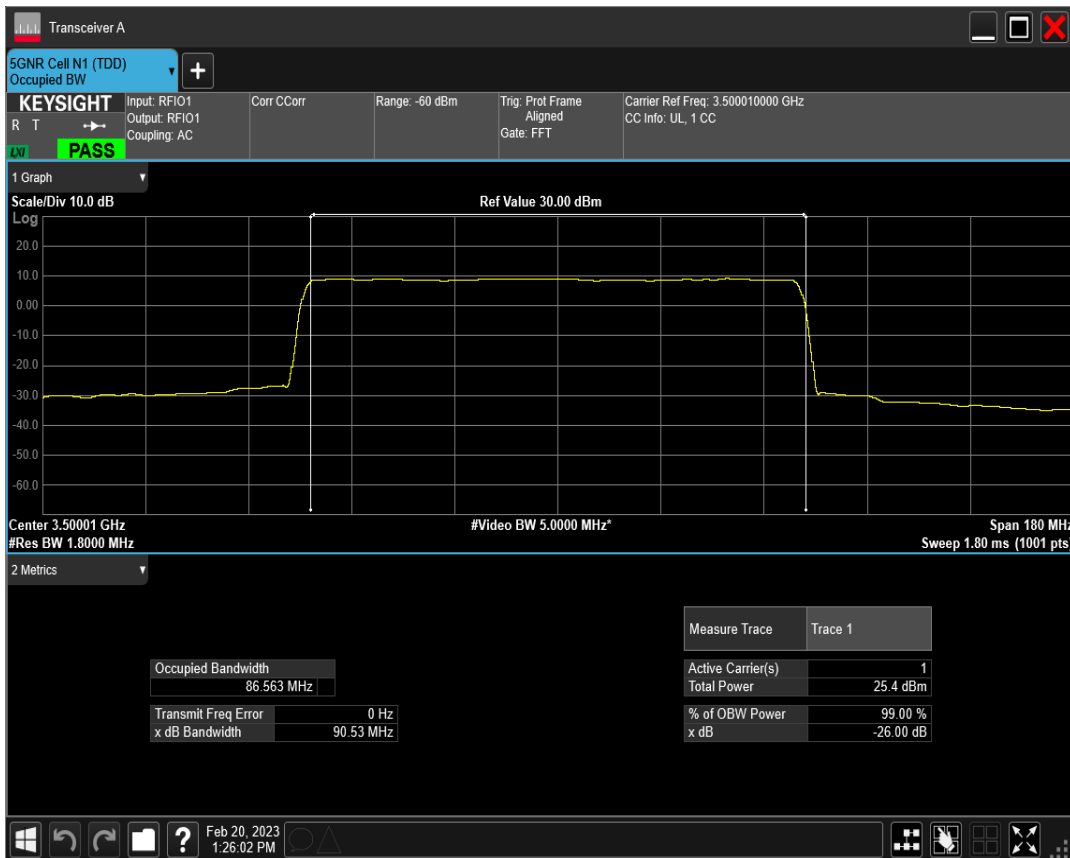 Transceiver A
5GNR Cell N1 (TDD)
Occupied BW
+
KEYSIGHT
R T
LXI
PASS
Input: RFIO1
Output: RFIO1
Coupling: AC
Corr CCorr
Range: -60 dBm
Trig: Prot Frame
Aligned
Gate: FFT
Carrier Ref Freq: 3.500010000 GHz
CC Info: UL, 1 CC
1 Graph
Scale/Div 10.0 dB
Ref Value 30.00 dBm
Log
20.0
10.0
0.00
-10.0
-20.0
-30.0
-40.0
-50.0
-60.0
Center 3.50001 GHz
#Video BW 5.0000 MHz*
Span 180 MHz
#Res BW 1.8000 MHz
Sweep 1.80 ms (1001 pts)
2 Metrics
Measure Trace Trace 1
Occupied Bandwidth
86.563 MHz
Active Carrier(s) 1
Total Power 25.4 dBm
Transmit Freq Error 0 Hz
x dB Bandwidth 90.53 MHz
% of OBW Power 99.00 %
x dB -26.00 dB
?
Feb 20, 2023
1:26:02 PM